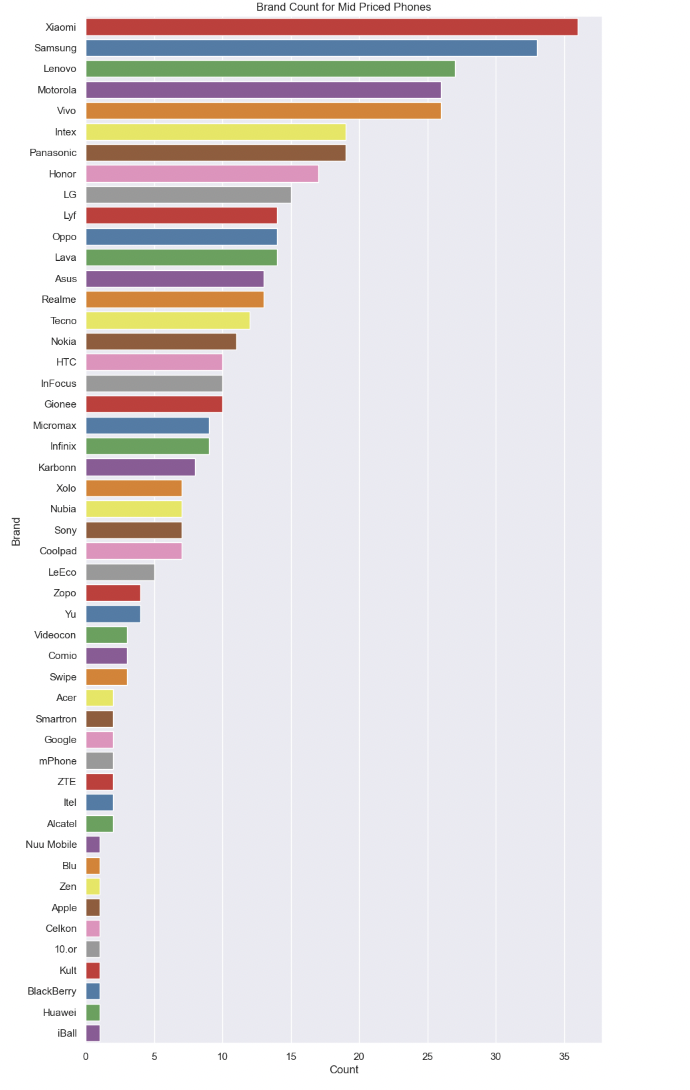 Brand Count for Mid Priced Phones
Xiaomi
Samsung
Lenovo
Motorola
Vivo
Intex
Panasonic
Honor
LG
Lyf
Oppo
Lava
Asus
Realme
Tecno
Nokia
HTC
InFocus
Gionee
Micromax
Infinix
Karbonn
Xolo
Nubia
Sony
Coolpad
LeEco
Zopo
Yu
Videocon
Comio
Swipe
Acer
Smartron
Google
mPhone
ZTE
Itel
Alcatel
Nuu Mobile
Blu
Zen
Apple
Celkon
10.or
Kult
BlackBerry
Huawei
iBall
Brand
0 5 10 15 20 25 30 35
Count